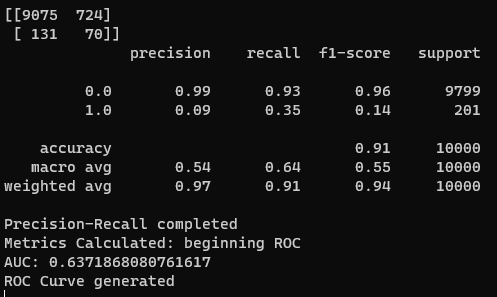 [[9075 724]
[ 131 70]]
precision recall f1-score support
0.0 0.99 0.93 0.96 9799
1.0 0.09 0.35 0.14 201
accuracy 0.91 10000
macro avg 0.54 0.64 0.55 10000
weighted avg 0.97 0.91 0.94 10000
Precision-Recall completed
Metrics Calculated: beginning ROC
AUC: 0.6371868080761617
ROC Curve generated